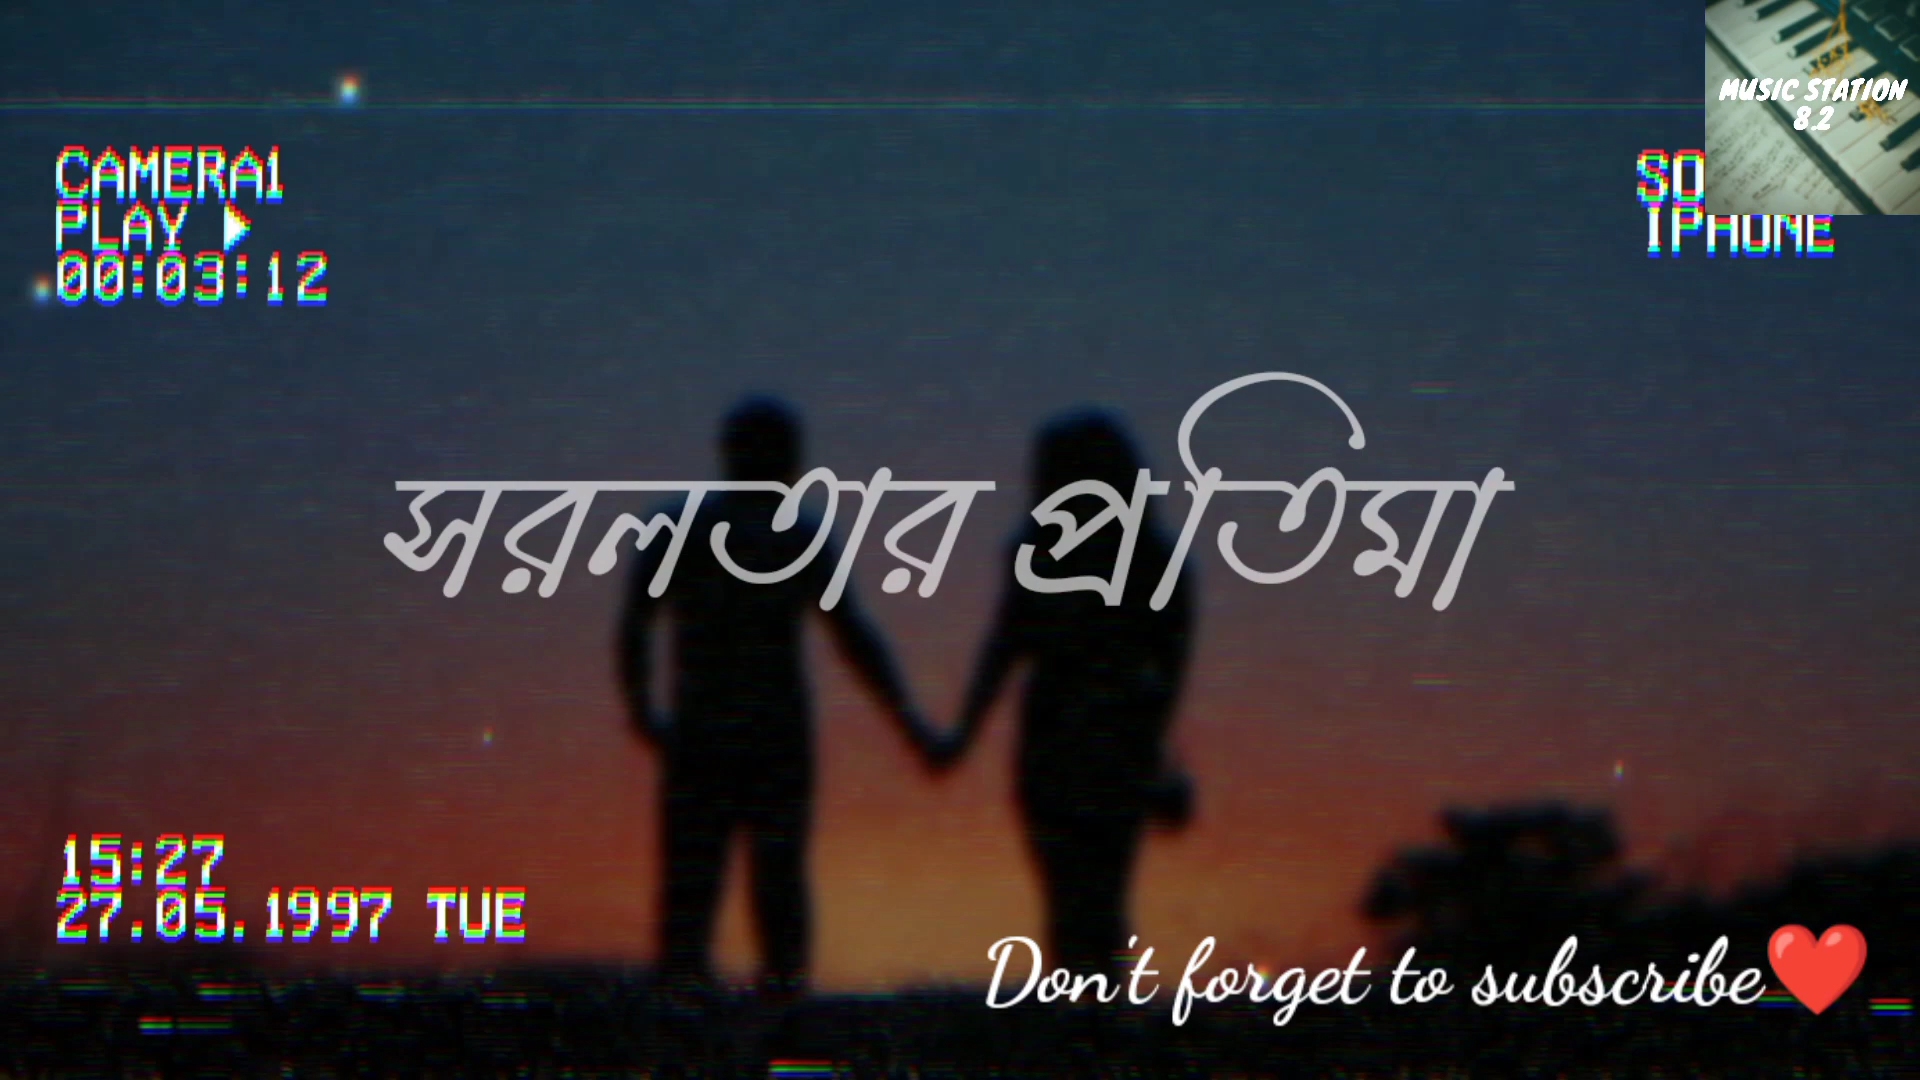 MUSIC STATION
8.2
CAMERA1
PLAY
00:03:12
IPHONE
সরলতার প্রতিমা
15:27
27.05.1997 TUE
Don't forget to subscribe